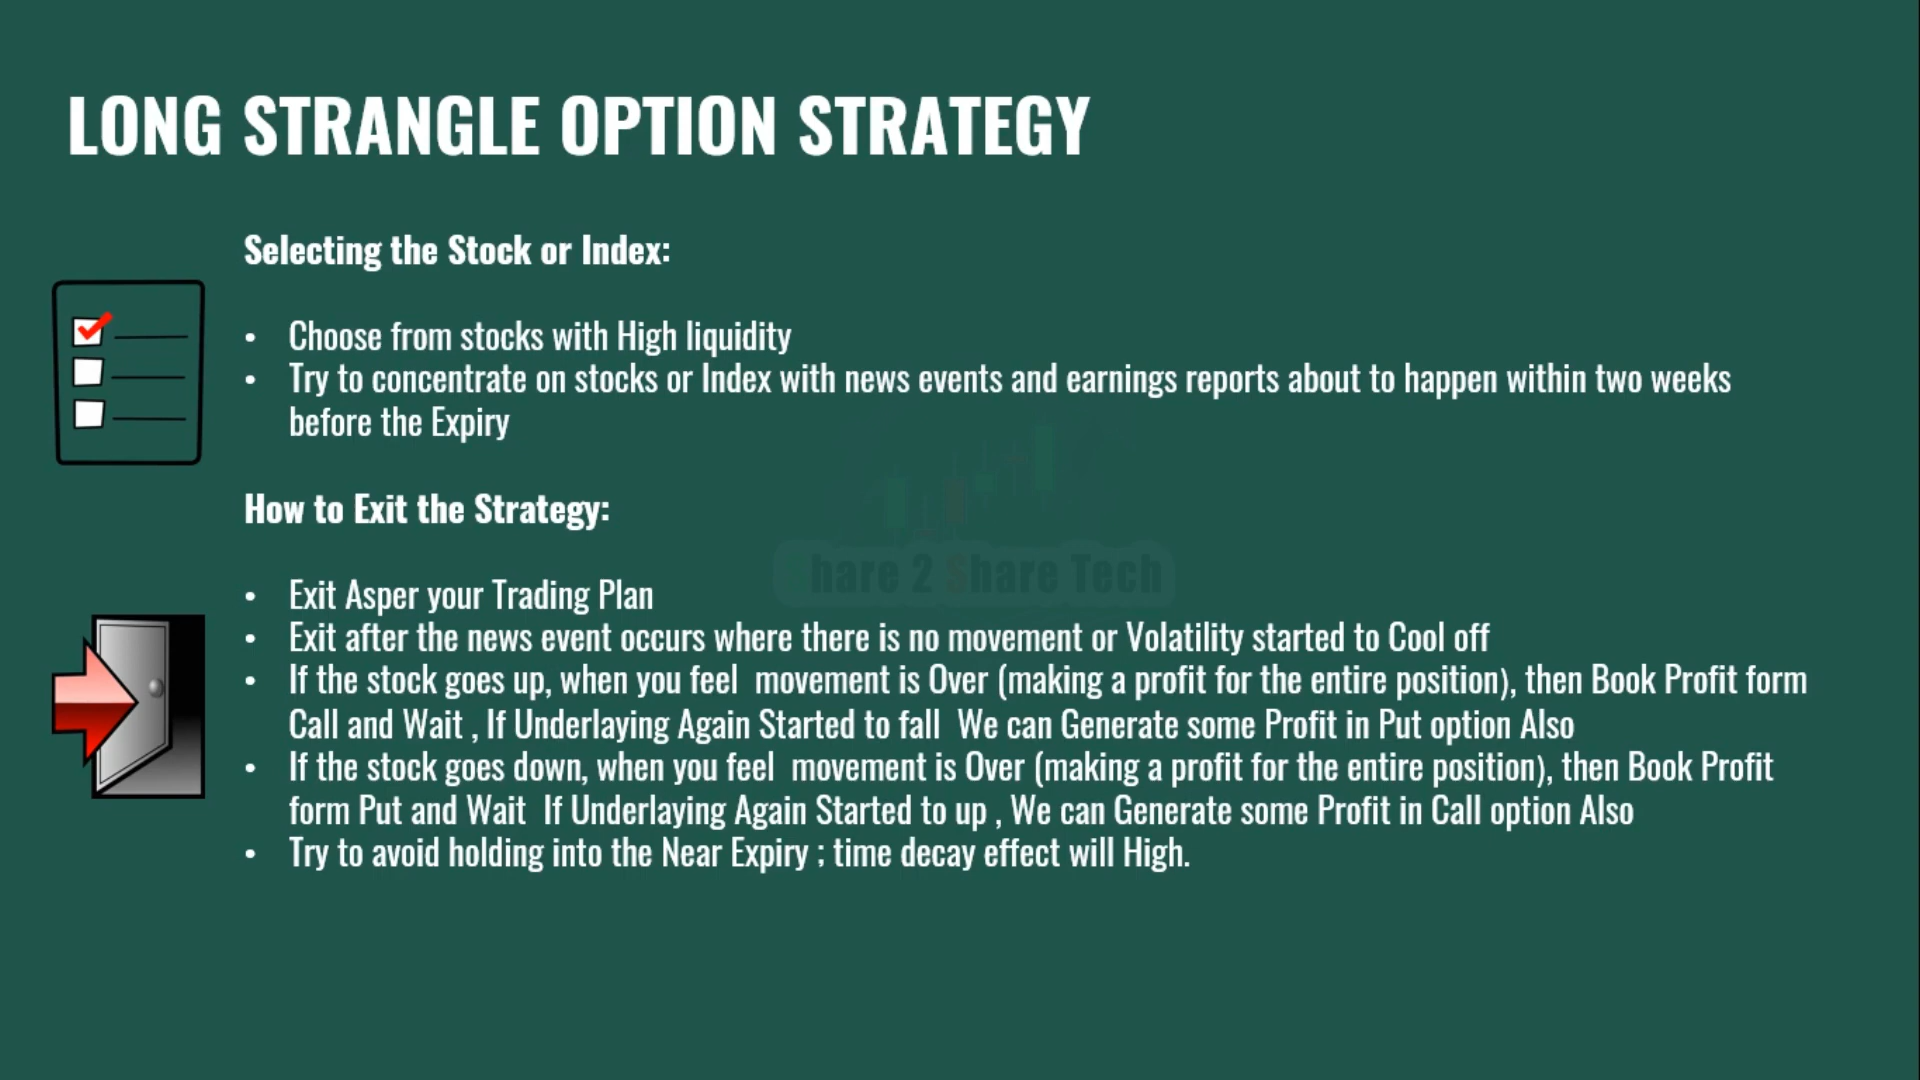 LONG STRANGLE OPTION STRATEGY
Selecting the Stock or Index:
• Choose from stocks with High liquidity
• Try to concentrate on stocks or Index with news events and earnings reports about to happen within two weeks
before the Expiry
How to Exit the Strategy:
Share 2 Share Tech
• Exit Asper your Trading Plan
• Exit after the news event occurs where there is no movement or Volatility started to Cool off
• If the stock goes up, when you feel  movement is Over (making a profit for the entire position), then Book Profit form
Call and Wait , If Underlaying Again Started to fall  We can Generate some Profit in Put option Also
• If the stock goes down, when you feel  movement is Over (making a profit for the entire position), then Book Profit
form Put and Wait  If Underlaying Again Started to up , We can Generate some Profit in Call option Also
• Try to avoid holding into the Near Expiry ; time decay effect will High.